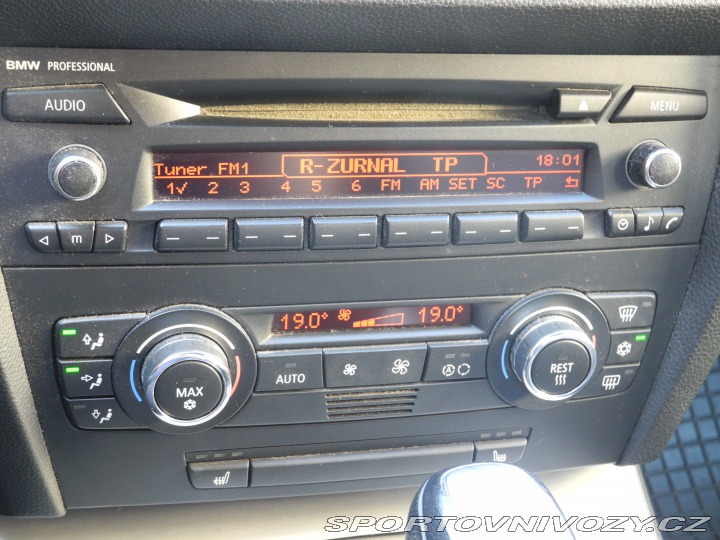 BMW PROFESSIONAL
AUDIO
MENU
Tuner FM1 R-ZURNAL TP 18:01
1✓ 2 3 4 5 6 FM AM SET SC TP
m
19.0° 19.0°
MAX
AUTO
REST
SPORTOVNIVOZY.CZ